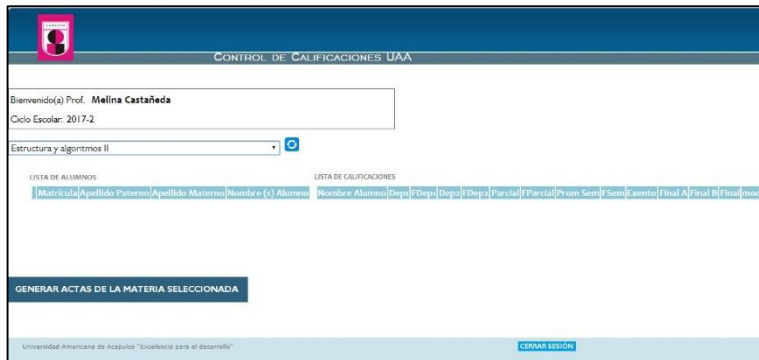 CONTROL DE CALIFICACIONES UAA
Bienvenido(a) Prof. Melina Castañeda
Ciclo Escolar: 2017-2
Estructura y algoritmos II
LISTA DE ALUMNOS
Matrícula Apellido Paterno Apellido Materno Nombre (s) Alumno
LISTA DE CALIFICACIONES
Nombre Alumno Dep1 FDep1 Dep2 FDep2 Parcial FParcial Prom Sem FSem Exento Final A Final B Final mod
GENERAR ACTAS DE LA MATERIA SELECCIONADA
Universidad Americana de Acapulco "Excelencia para el desarrollo"
CERRAR SESIÓN